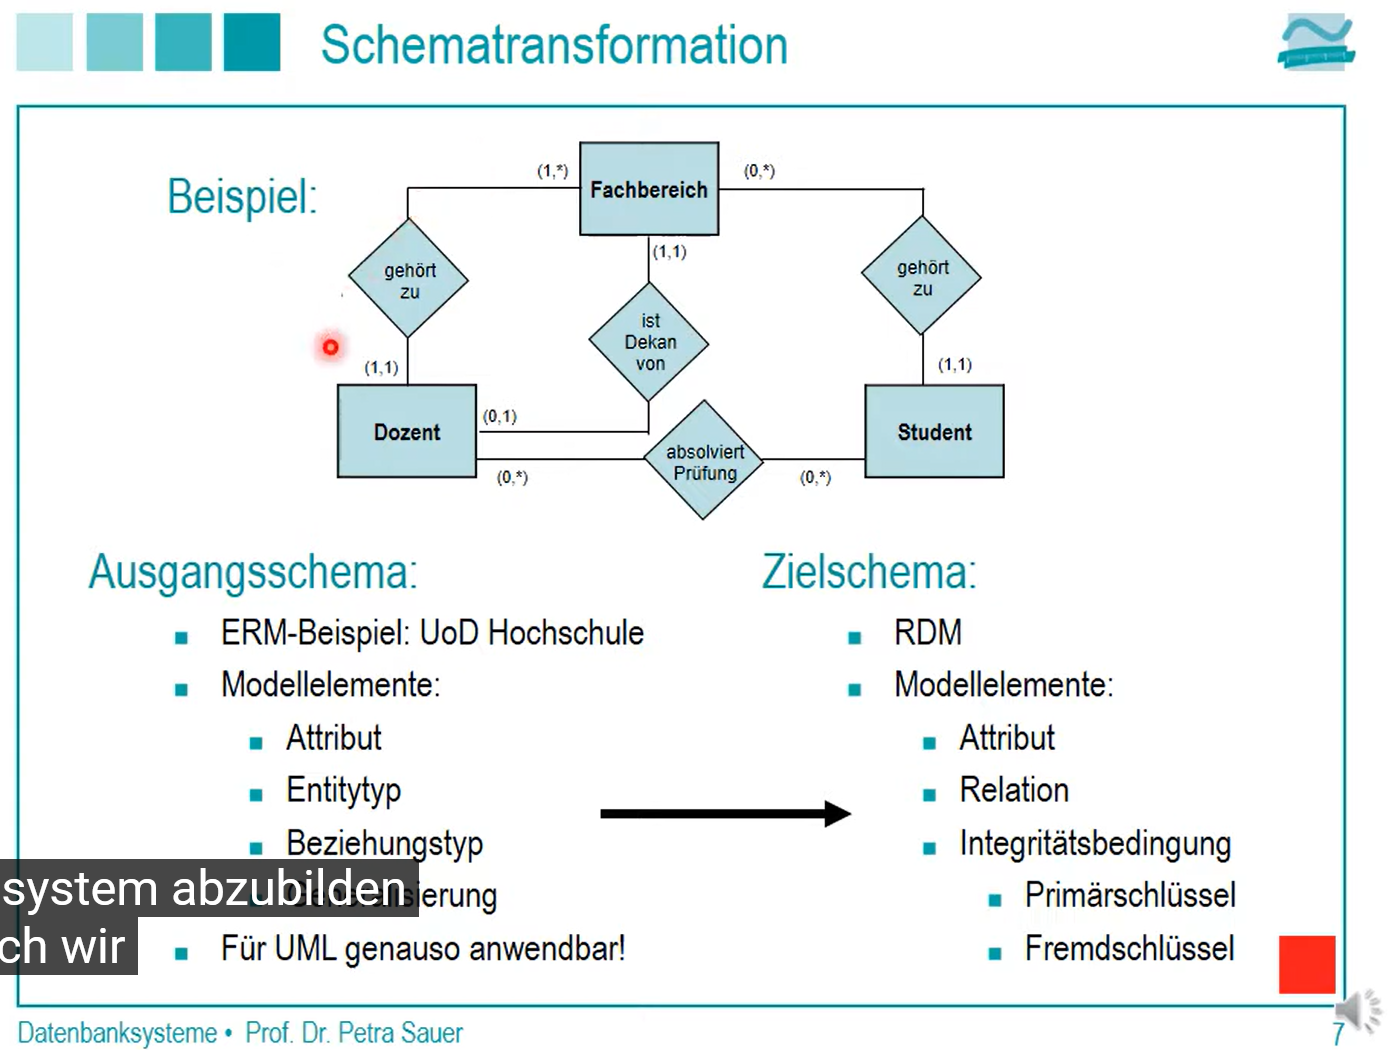 Schematransformation
Beispiel:
(1,*)
Fachbereich
(0,*)
gehört
zu
(1,1)
ist
Dekan
von
gehört
zu
(1,1)
(1,1)
Dozent
(0,1)
(0,*)
absolviert
Prüfung
(0,*)
Student
Ausgangsschema:
ERM-Beispiel: UoD Hochschule
Modellelemente:
Attribut
Entitytyp
Beziehungstyp
Generalisierung
Für UML genauso anwendbar!
Zielschema:
RDM
Modellelemente:
Attribut
Relation
Integritätsbedingung
Primärschlüssel
Fremdschlüssel
system abzubilden
ch wir
Datenbanksysteme • Prof. Dr. Petra Sauer
7